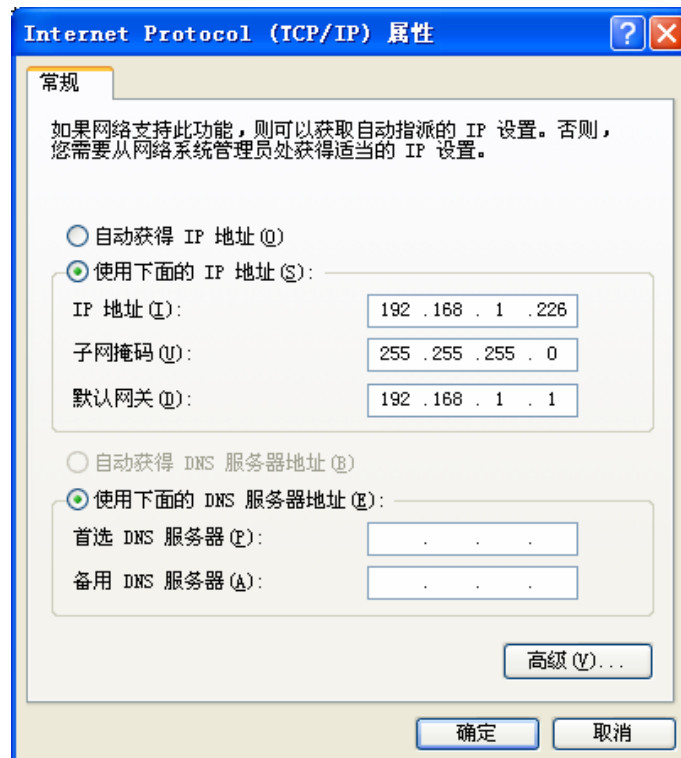 Internet Protocol (TCP/IP) 属性
常规
如果网络支持此功能，则可以获取自动指派的 IP 设置。否则，
您需要从网络系统管理员处获得适当的 IP 设置。
自动获得 IP 地址(O)
使用下面的 IP 地址(S):
IP 地址(I): 192 .168 . 1 .226
子网掩码(U): 255 .255 .255 . 0
默认网关(D): 192 .168 . 1 . 1
自动获得 DNS 服务器地址(B)
使用下面的 DNS 服务器地址(E):
首选 DNS 服务器(P): . . .
备用 DNS 服务器(A): . . .
高级(V)...
确定 取消